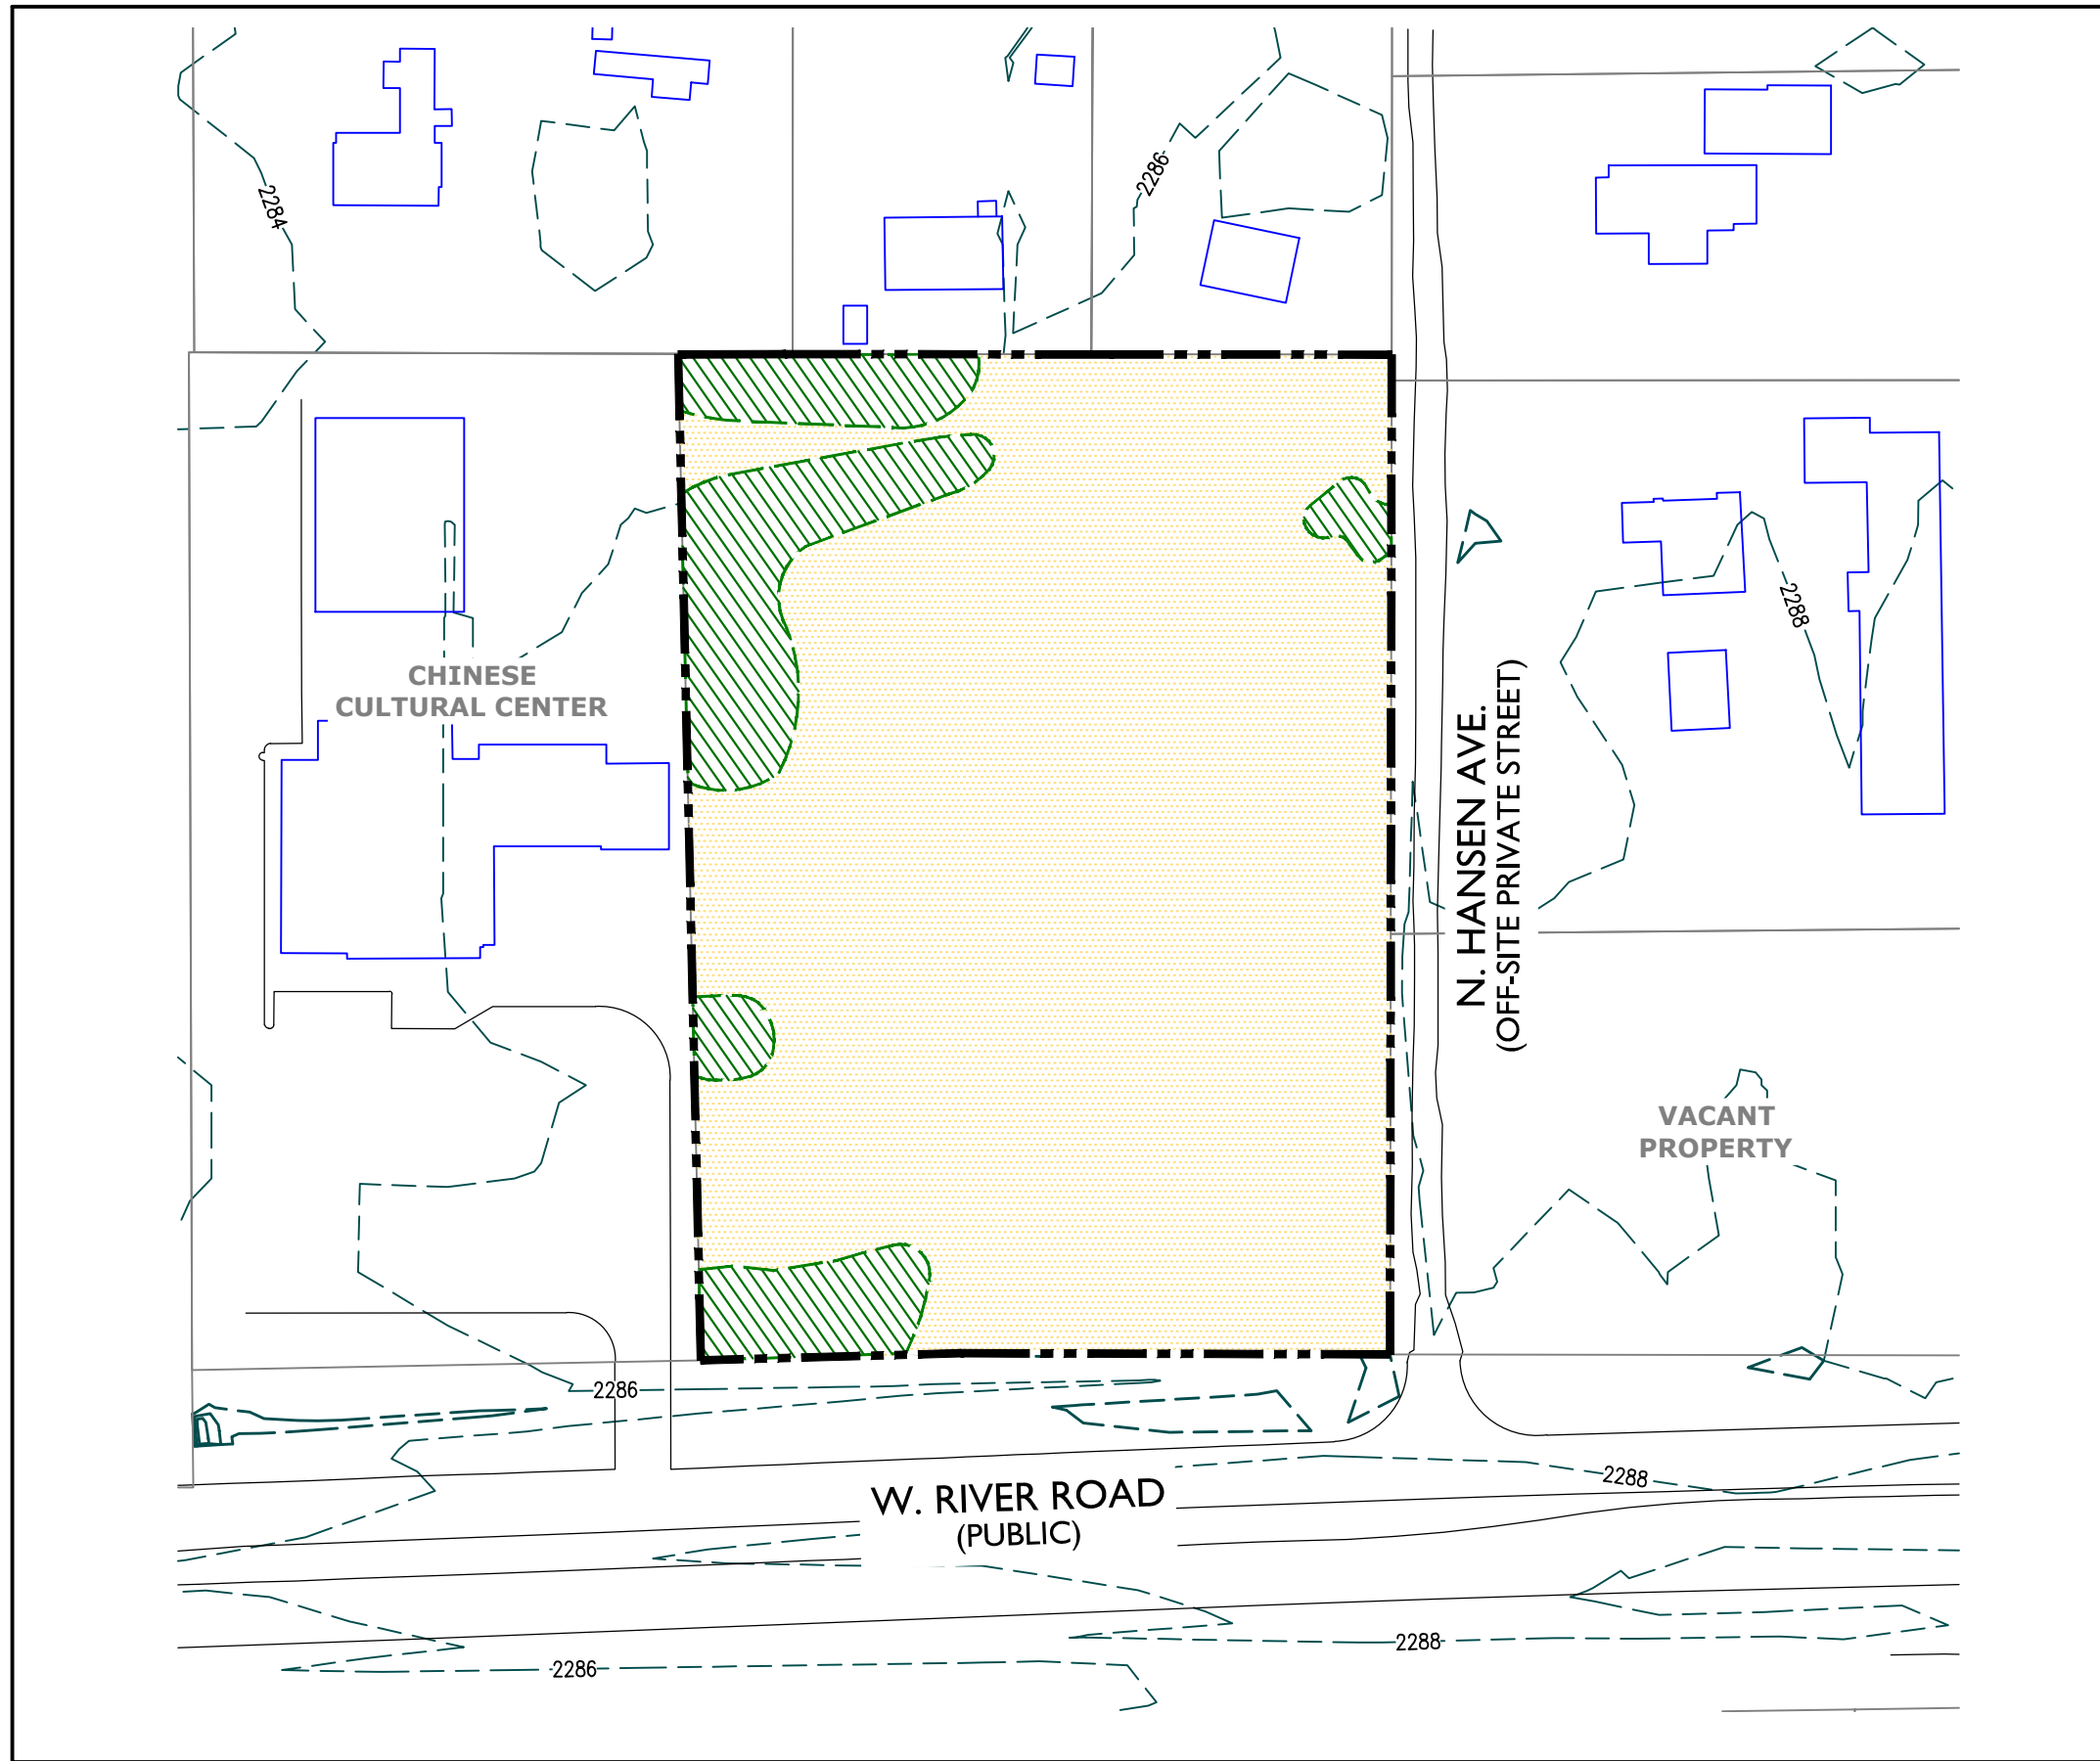 2284
2286
2288
CHINESE
CULTURAL CENTER
N. HANSEN AVE.
(OFF-SITE PRIVATE STREET)
VACANT
PROPERTY
2286
W. RIVER ROAD
(PUBLIC)
2288
2288
2286